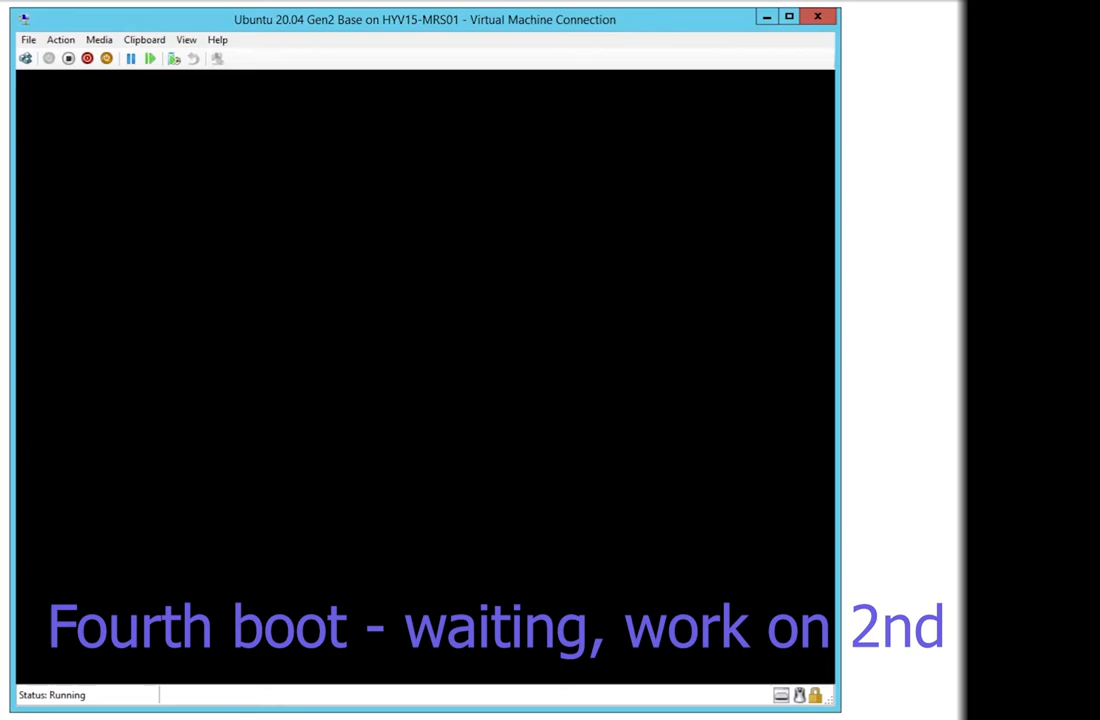 Ubuntu 20.04 Gen2 Base on HYV15-MRS01 - Virtual Machine Connection
File Action Media Clipboard View Help
Fourth boot - waiting, work on 2nd
Status: Running